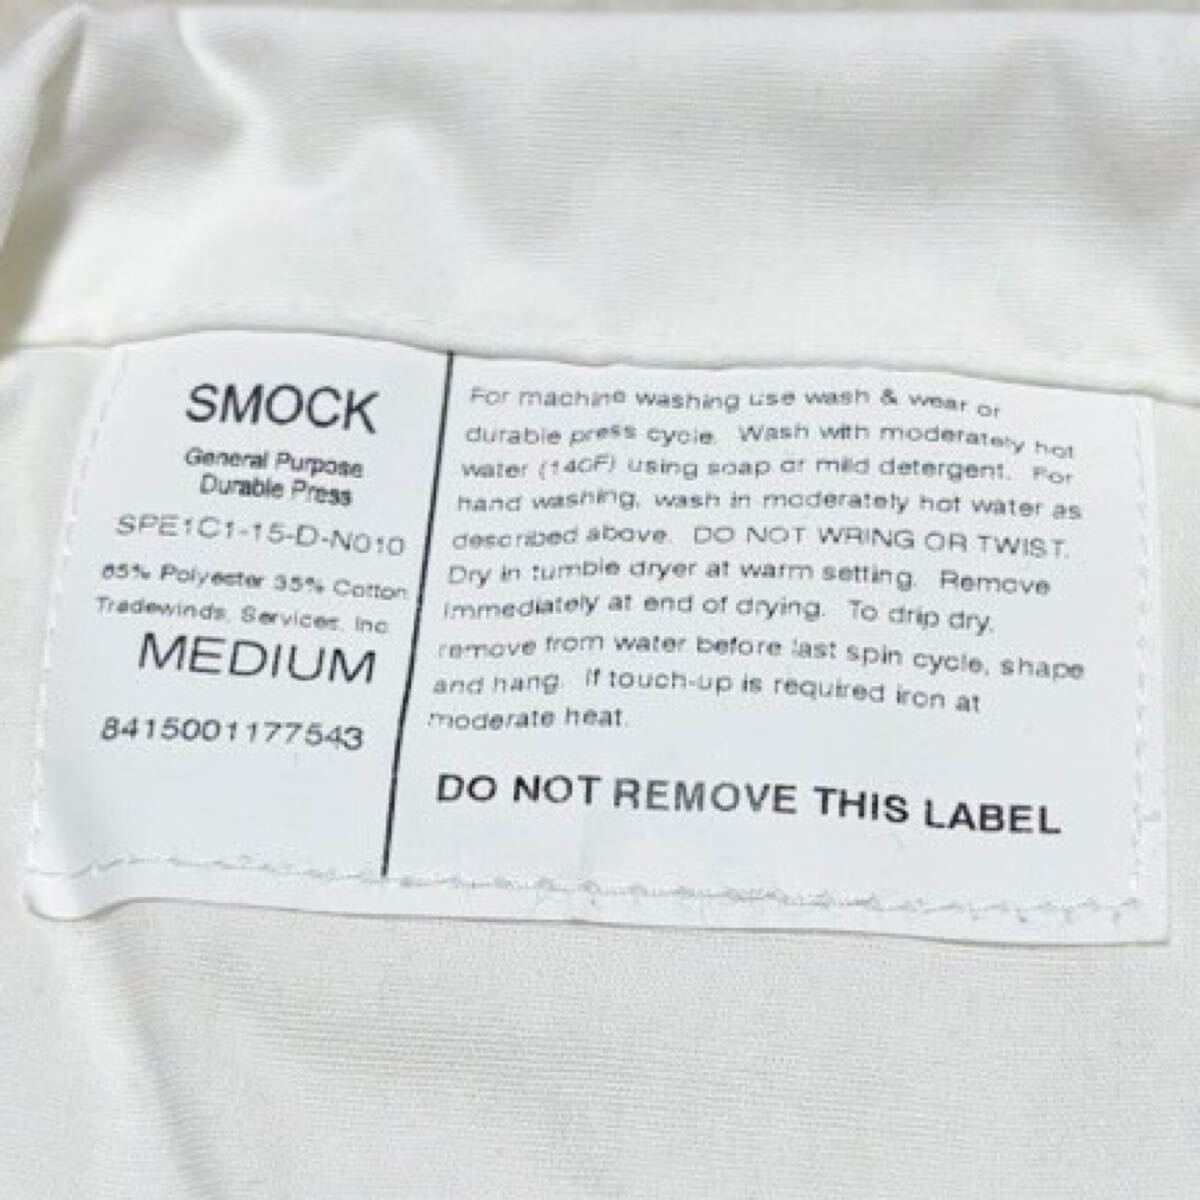 SMOCK
General Purpose
Durable Press
SPE1C1-15-D-N010
65% Polyester 35% Cotton
Tradewinds, Services, Inc
MEDIUM
8415001177543
For machine washing use wash & wear or
durable press cycle. Wash with moderately hot
water (140F) using soap or mild detergent. For
hand washing, wash in moderately hot water as
described above. DO NOT WRING OR TWIST.
Dry in tumble dryer at warm setting. Remove
immediately at end of drying. To drip dry,
remove from water before last spin cycle, shape
and hang. If touch-up is required iron at
moderate heat.
DO NOT REMOVE THIS LABEL